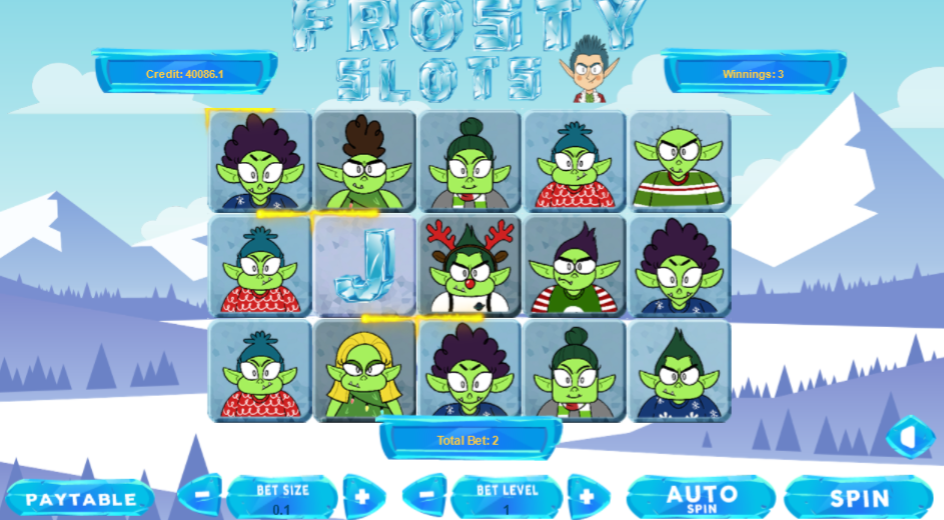 FROSTY
SLOTS
Credit: 40086.1
Winnings: 3
J
Total Bet: 2
PAYTABLE
BET SIZE
0.1
BET LEVEL
1
AUTO
SPIN
SPIN